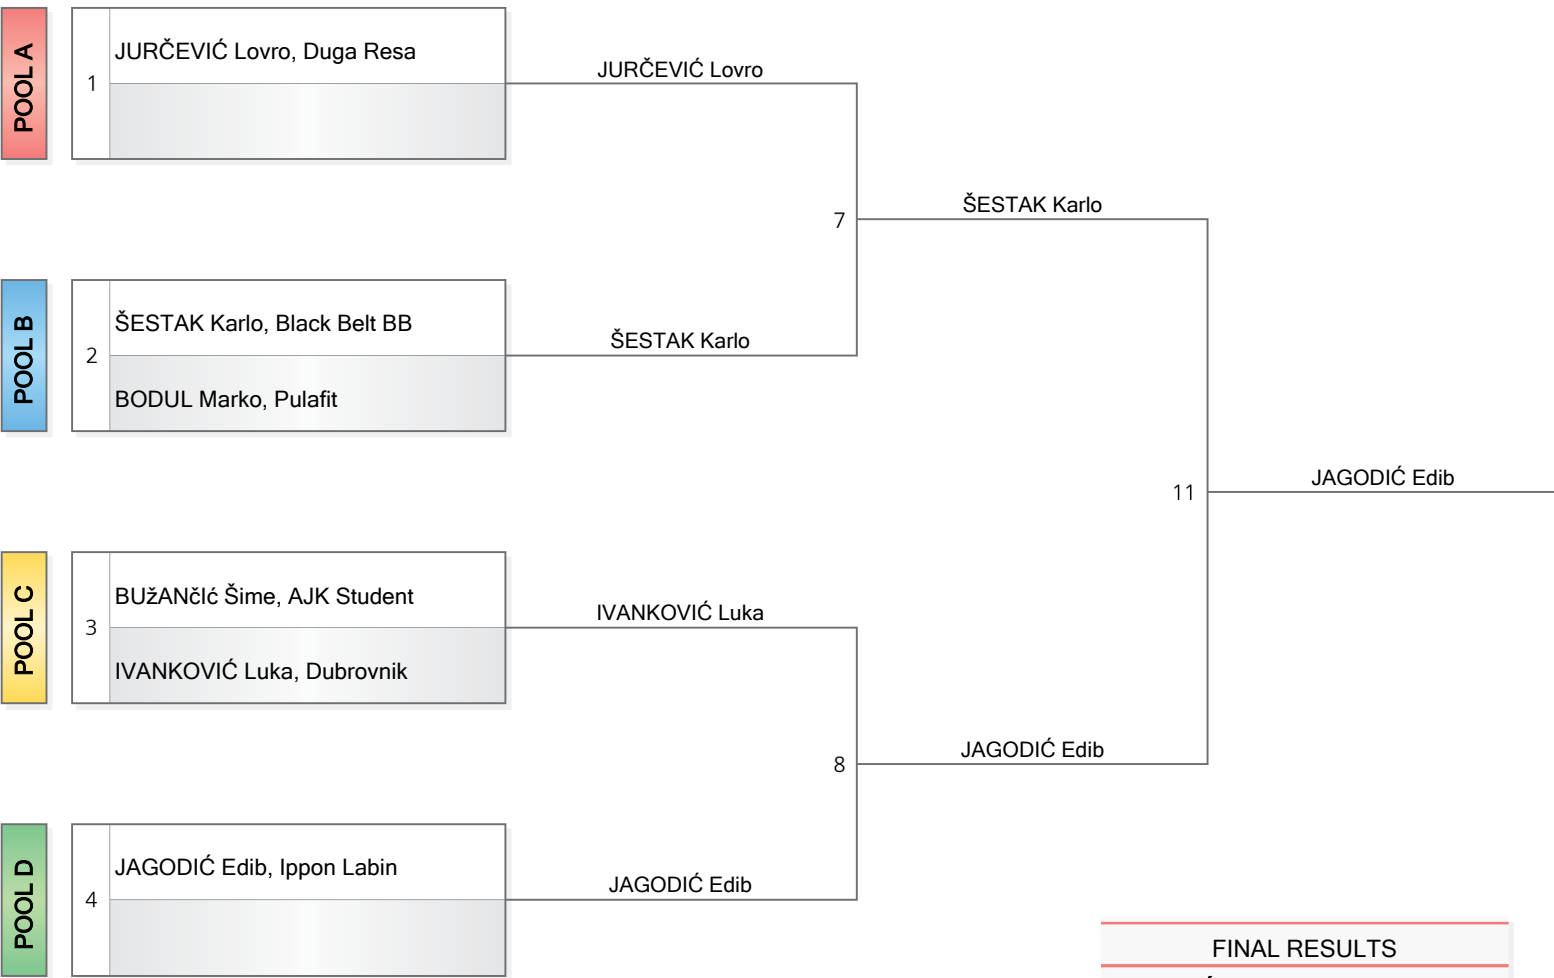 POOL A
1
JURČEVIĆ Lovro, Duga Resa
JURČEVIĆ Lovro
7
ŠESTAK Karlo
POOL B
2
ŠESTAK Karlo, Black Belt BB
BODUL Marko, Pulafit
ŠESTAK Karlo
11
JAGODIĆ Edib
POOL C
3
BUžANčIć Šime, AJK Student
IVANKOVIĆ Luka, Dubrovnik
IVANKOVIĆ Luka
8
JAGODIĆ Edib
POOL D
4
JAGODIĆ Edib, Ippon Labin
JAGODIĆ Edib
FINAL RESULTS